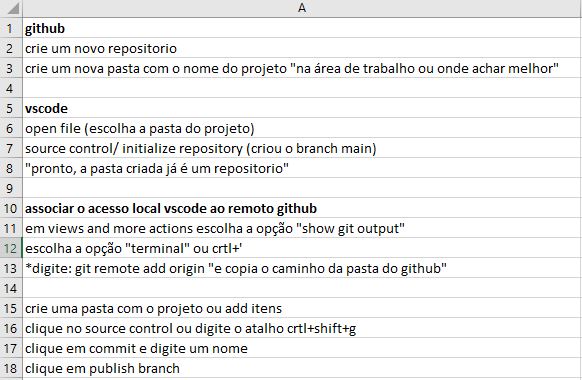 A
1 github
2 crie um novo repositorio
3 crie um nova pasta com o nome do projeto "na área de trabalho ou onde achar melhor"
4
5 vscode
6 open file (escolha a pasta do projeto)
7 source control/ initialize repository (criou o branch main)
8 "pronto, a pasta criada já é um repositorio"
9
10 associar o acesso local vscode ao remoto github
11 em views and more actions escolha a opção "show git output"
12 escolha a opção "terminal" ou crtl+'
13 *digite: git remote add origin "e copia o caminho da pasta do github"
14
15 crie uma pasta com o projeto ou add itens
16 clique no source control ou digite o atalho crtl+shift+g
17 clique em commit e digite um nome
18 clique em publish branch